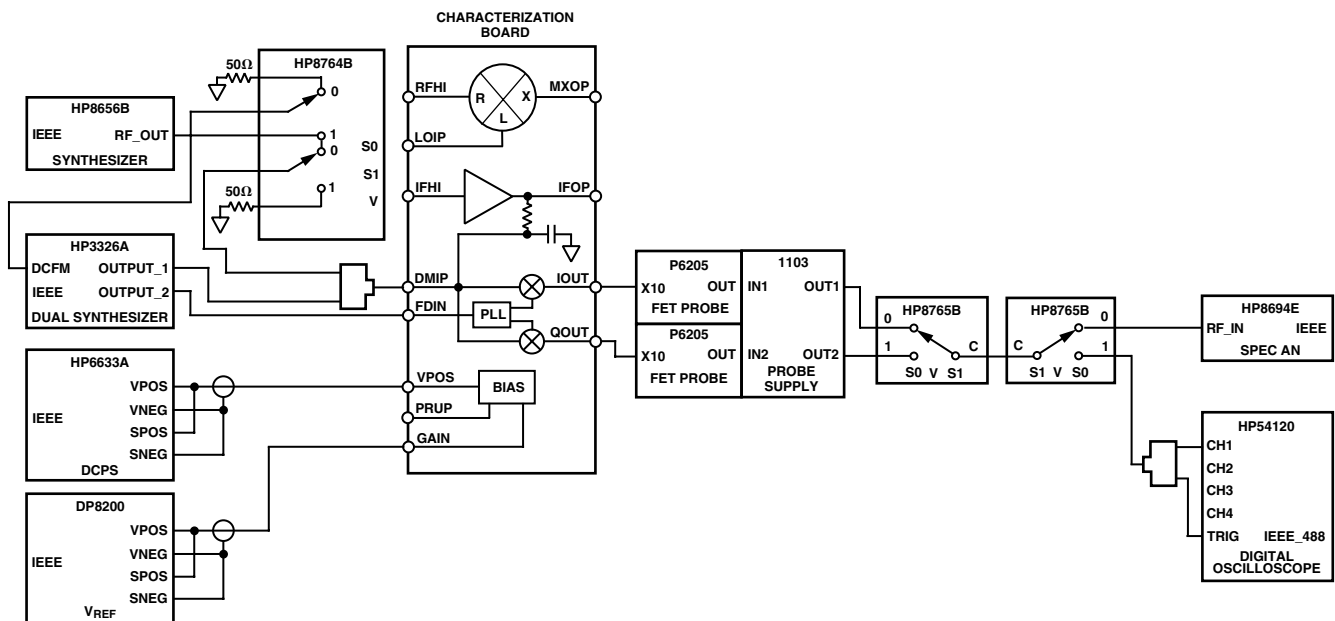 CHARACTERIZATION
BOARD
HP8764B
50Ω
0
1
0
1
50Ω
S0
S1
V
HP8656B
IEEE
RF_OUT
SYNTHESIZER
HP3326A
DCFM
OUTPUT_1
IEEE
OUTPUT_2
DUAL SYNTHESIZER
HP6633A
VPOS
IEEE
VNEG
SPOS
SNEG
DCPS
DP8200
VPOS
IEEE
VNEG
SPOS
SNEG
VREF
RFHI
R
X
L
MXOP
LOIP
IFHI
IFOP
DMIP
IOUT
FDIN
PLL
QOUT
VPOS
BIAS
PRUP
GAIN
P6205
X10
OUT
FET PROBE
P6205
X10
OUT
FET PROBE
1103
IN1
OUT1
IN2
OUT2
PROBE
SUPPLY
HP8765B
0
1
C
S0 V S1
HP8765B
C
0
1
S1 V S0
HP8694E
RF_IN
IEEE
SPEC AN
HP54120
CH1
CH2
CH3
CH4
TRIG
IEEE_488
DIGITAL
OSCILLOSCOPE